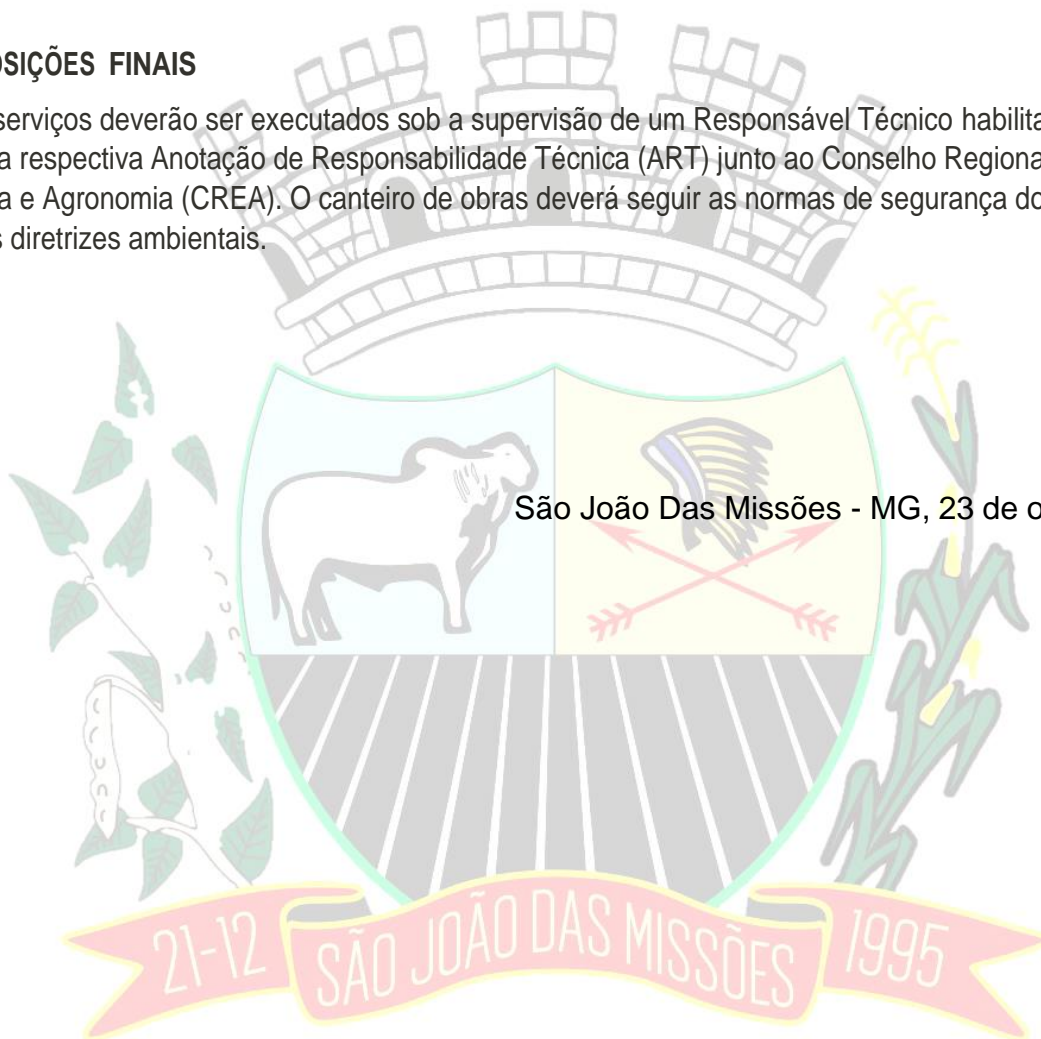 OSIÇÕES FINAIS
serviços deverão ser executados sob a supervisão de um Responsável Técnico habilita
a respectiva Anotação de Responsabilidade Técnica (ART) junto ao Conselho Regiona
a e Agronomia (CREA). O canteiro de obras deverá seguir as normas de segurança do
s diretrizes ambientais.
São João Das Missões - MG, 23 de o
21-12 SÃO JOÃO DAS MISSÕES 1995